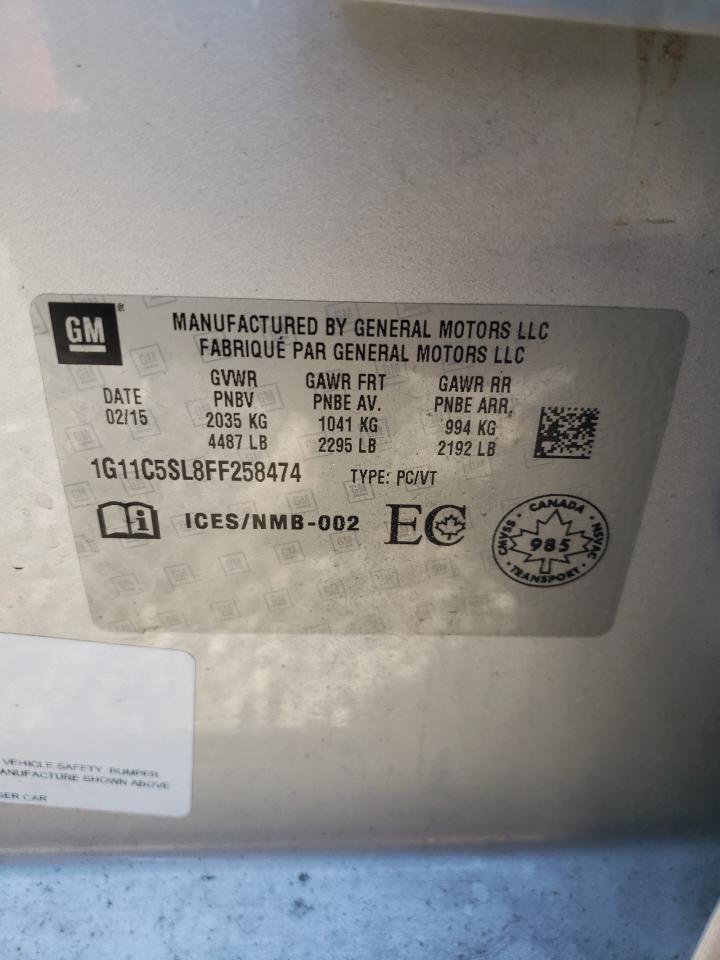 GM
MANUFACTURED BY GENERAL MOTORS LLC
FABRIQUÉ PAR GENERAL MOTORS LLC
DATE
02/15
GVWR
PNBV
2035 KG
4487 LB
GAWR FRT
PNBE AV.
1041 KG
2295 LB
GAWR RR
PNBE ARR.
994 KG
2192 LB
1G11C5SL8FF258474 TYPE: PC/VT
ICES/NMB-002 EC
CANADA
CMVSS 985 NSVAC
TRANSPORT
VEHICLE SAFETY, BUMPER
MANUFACTURE SHOWN ABOVE
CAR